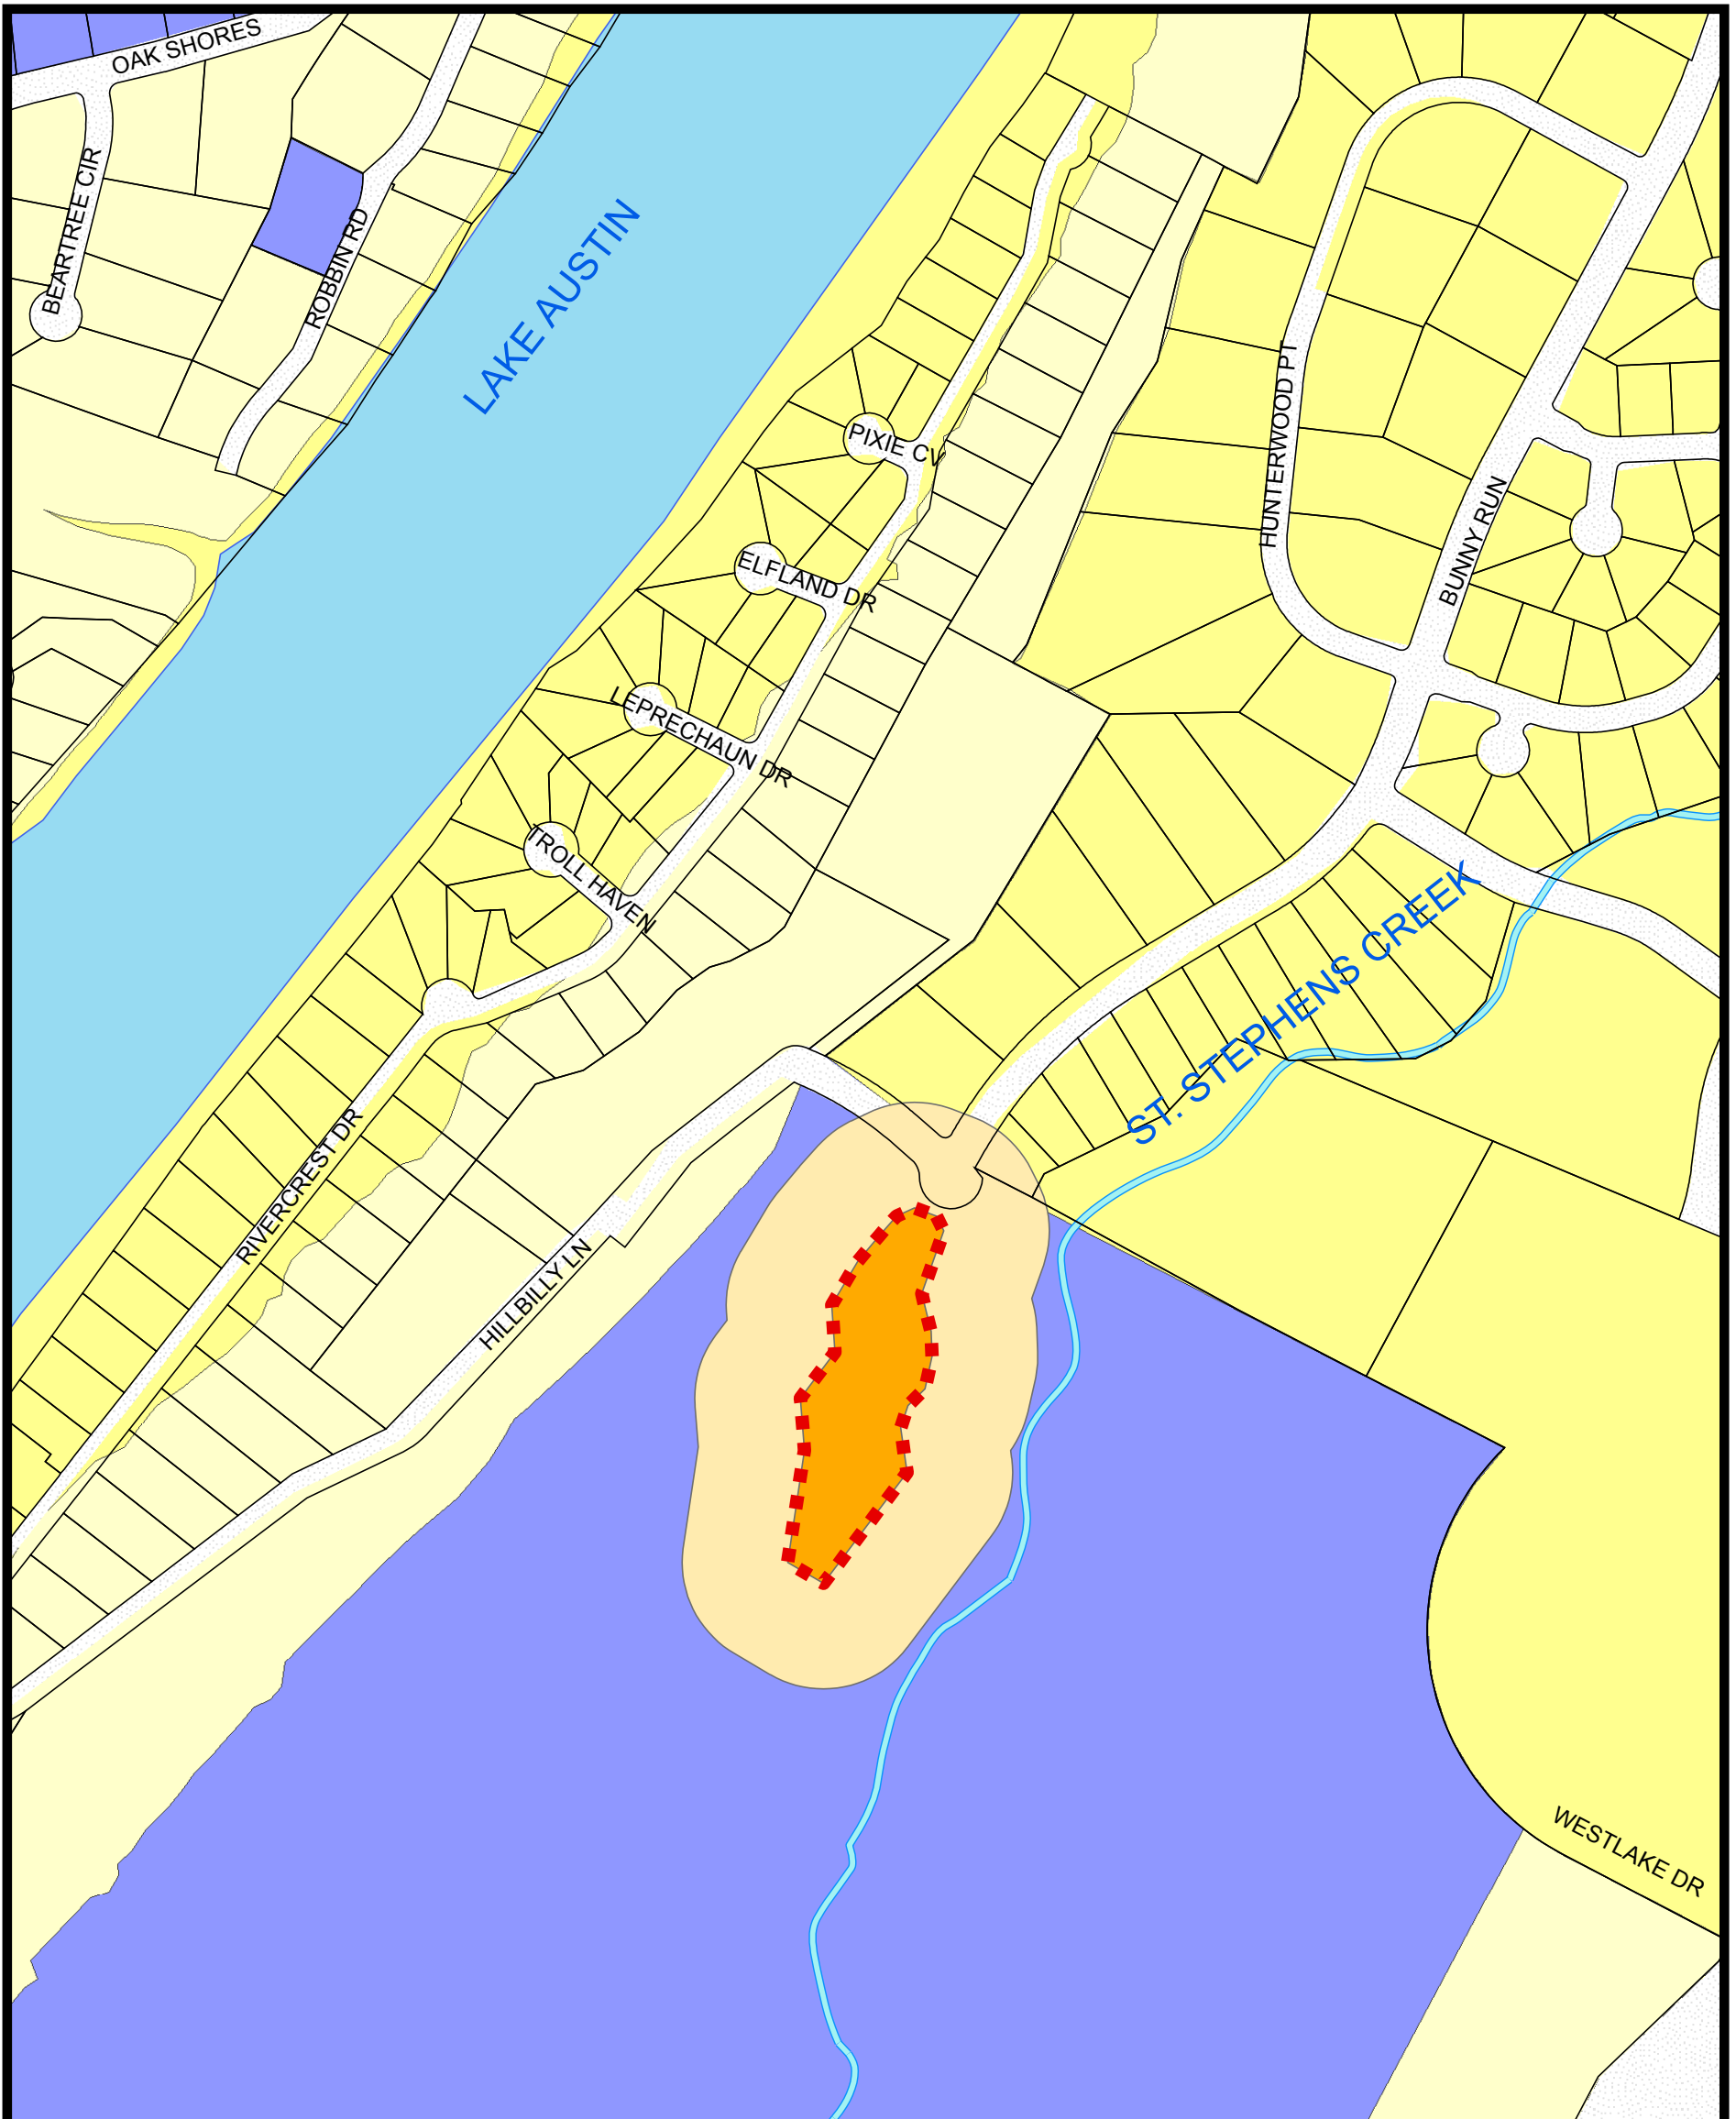 OAK SHORES
BEARTREE CIR
ROBBIN RD
LAKE AUSTIN
HUNTERWOOD PT
PIXIE CV
BUNNY RUN
ELFLAND DR
LEPRECHAUN DR
TROLL HAVEN
ST. STEPHENS CREEK
RIVERCREST DR
HILLBILLY LN
WESTLAKE DR